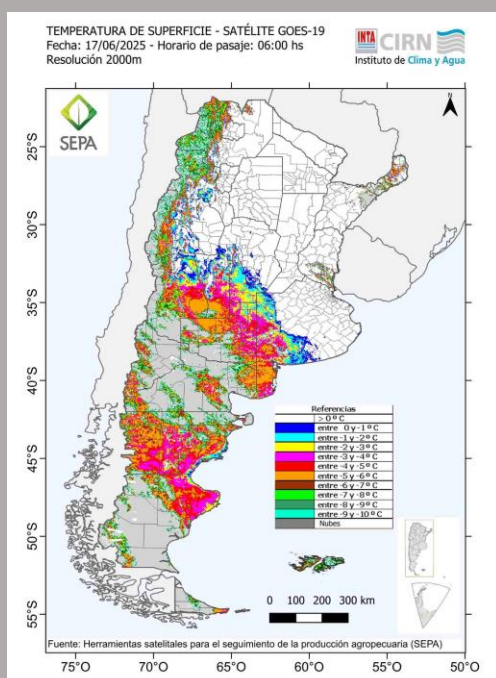 TEMPERATURA DE SUPERFICIE - SATÉLITE GOES-19
Fecha: 17/06/2025 - Horario de pasaje: 06:00 hs
Resolución 2000m
INTA CIRN
Instituto de Clima y Agua
SEPA
N
25°S
30°S
35°S
40°S
45°S
50°S
55°S
Referencias
> 0 º C
entre 0 y -1 º C
entre -1 y -2 º C
entre -2 y -3 º C
entre -3 y -4 º C
entre -4 y -5 º C
entre -5 y -6 º C
entre -6 y -7 º C
entre -7 y -8 º C
entre -8 y -9 º C
entre -9 y -10 º C
Nubes
0 100 200 300 km
Fuente: Herramientas satelitales para el seguimiento de la producción agropecuaria (SEPA)
75°O 70°O 65°O 60°O 55°O 50°O